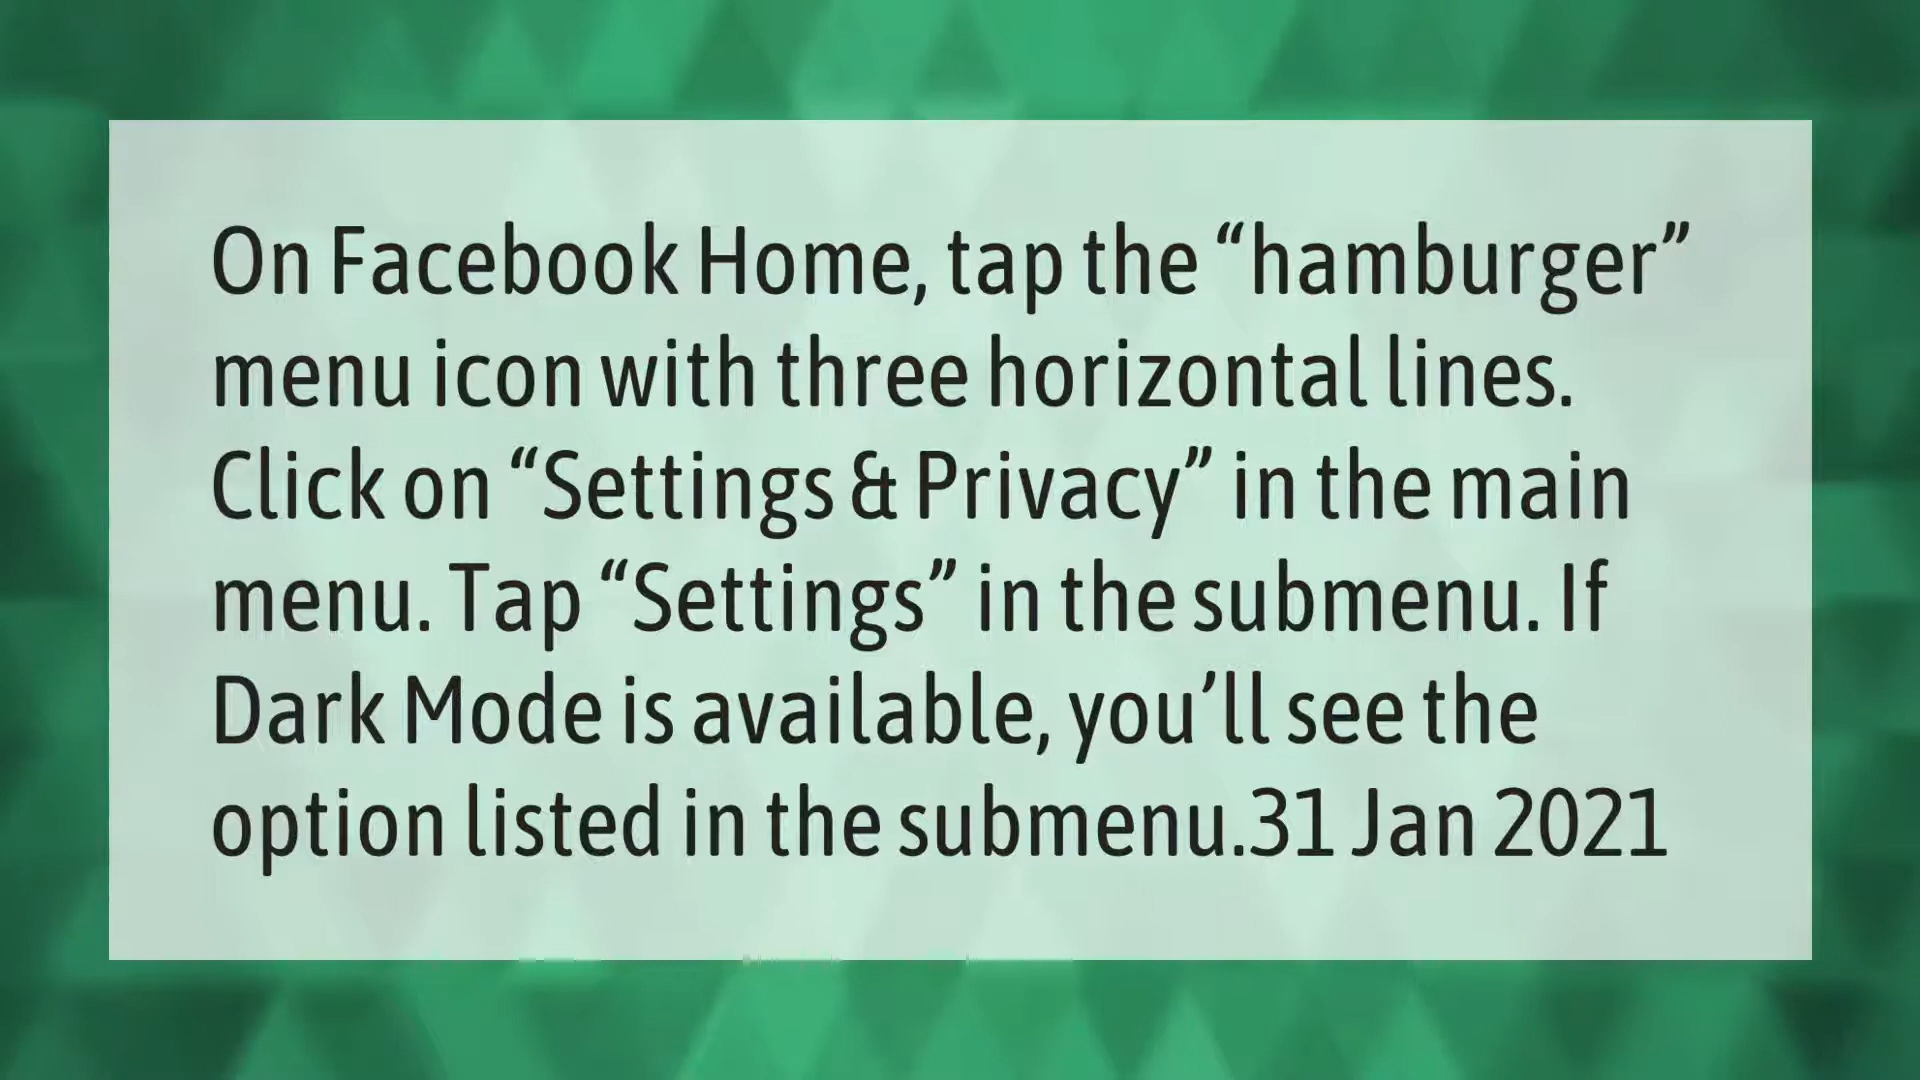 On Facebook Home, tap the “hamburger”
menu icon with three horizontal lines.
Click on “Settings & Privacy” in the main
menu. Tap “Settings” in the submenu. If
Dark Mode is available, you’ll see the
option listed in the submenu.31 Jan 2021